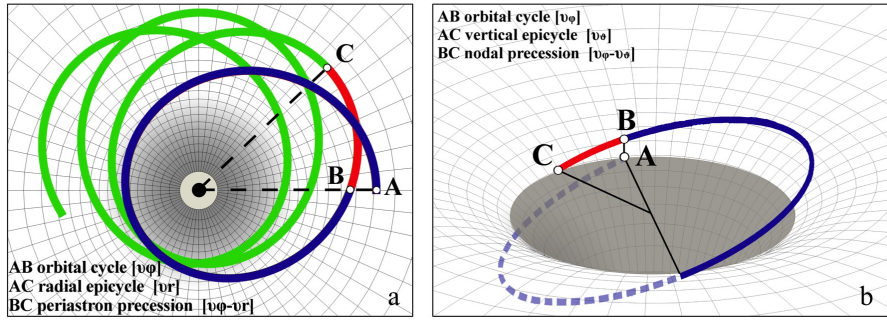 C
B
A
AB orbital cycle [υφ]
AC radial epicycle [υr]
BC periastron precession [υφ-υr]
a
AB orbital cycle [υφ]
AC vertical epicycle [υϑ]
BC nodal precession [υφ-υϑ]
B
C
A
b